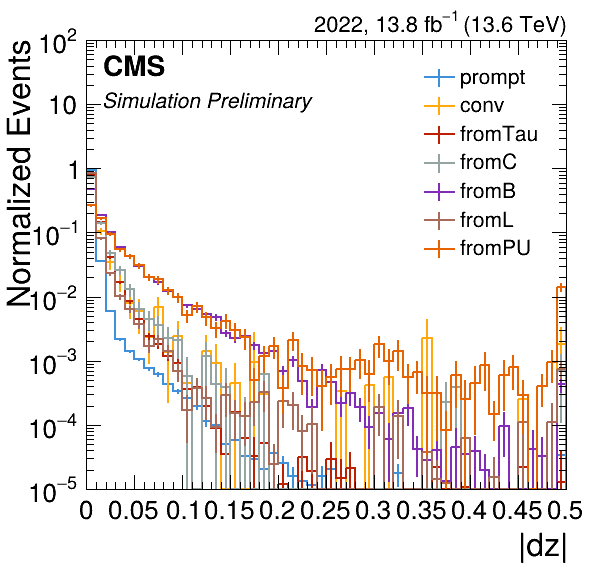 2022, 13.8 fb⁻¹ (13.6 TeV)
CMS
Simulation Preliminary
Normalized Events
10²
10
1
10⁻¹
10⁻²
10⁻³
10⁻⁴
10⁻⁵
prompt
conv
fromTau
fromC
fromB
fromL
fromPU
0 0.05 0.1 0.15 0.2 0.25 0.3 0.35 0.4 0.45 0.5
|dz|